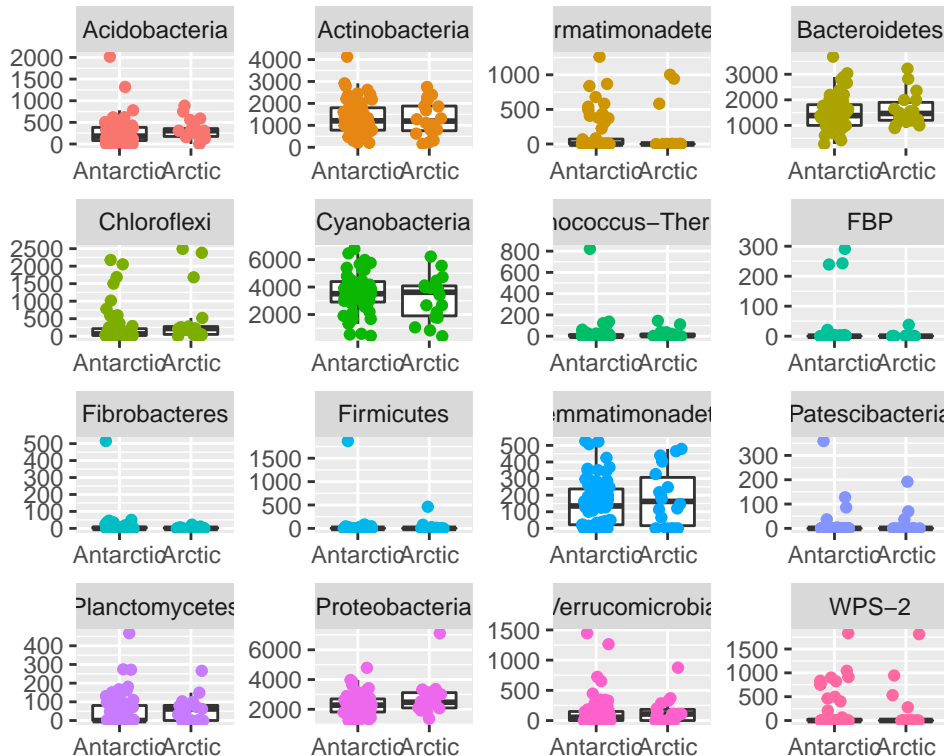 Acidobacteria Actinobacteria rmatimonadete Bacteroidetes
2000 1500 1000 500 0
4000 3000 2000 1000 0
1000 500 0
3000 2000 1000
Antarctic Arctic Antarctic Arctic Antarctic Arctic Antarctic Arctic
Chloroflexi Cyanobacteria nococcus−Ther FBP
2500 2000 1500 1000 500 0
6000 4000 2000
800 600 400 200 0
300 200 100 0
Antarctic Arctic Antarctic Arctic Antarctic Arctic Antarctic Arctic
Fibrobacteres Firmicutes emmatimonadet Patescibacteria
500 400 300 200 100 0
1500 1000 500 0
500 400 300 200 100 0
300 200 100 0
Antarctic Arctic Antarctic Arctic Antarctic Arctic Antarctic Arctic
Planctomycetes Proteobacteria Verrucomicrobia WPS−2
400 300 200 100 0
6000 4000 2000
1500 1000 500 0
1500 1000 500 0
Antarctic Arctic Antarctic Arctic Antarctic Arctic Antarctic Arctic